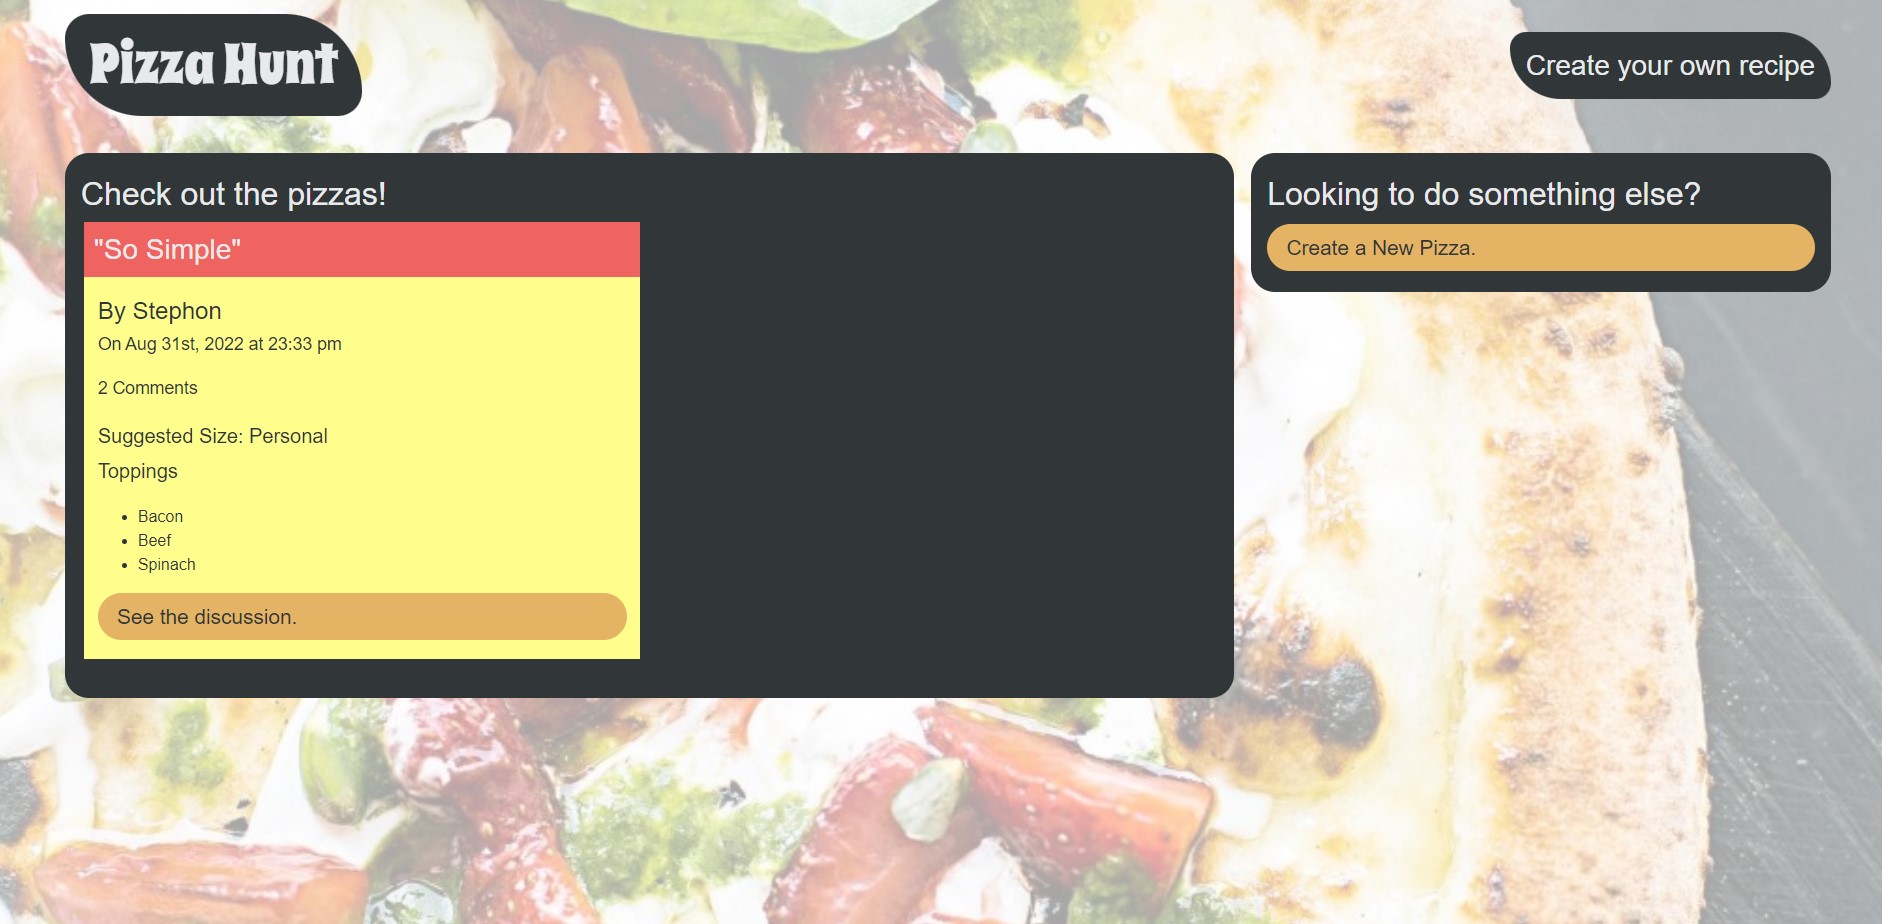 Pizza Hunt
Create your own recipe
Check out the pizzas!
"So Simple"
By Stephon
On Aug 31st, 2022 at 23:33 pm
2 Comments
Suggested Size: Personal
Toppings
Bacon
Beef
Spinach
See the discussion.
Looking to do something else?
Create a New Pizza.